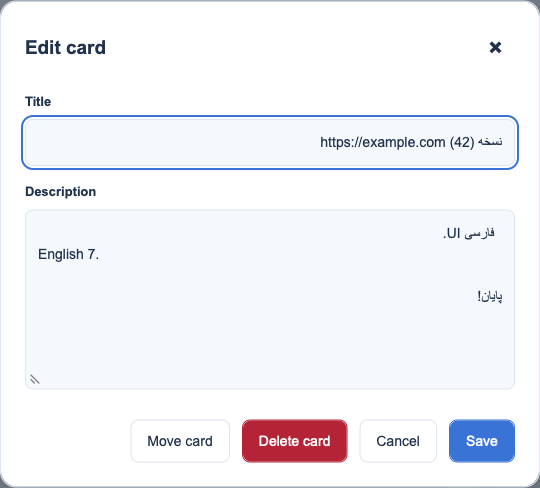 Edit card
Title
نسخه (42) https://example.com
Description
فارسی UI.
English 7.
پایان!
Move card
Delete card
Cancel
Save